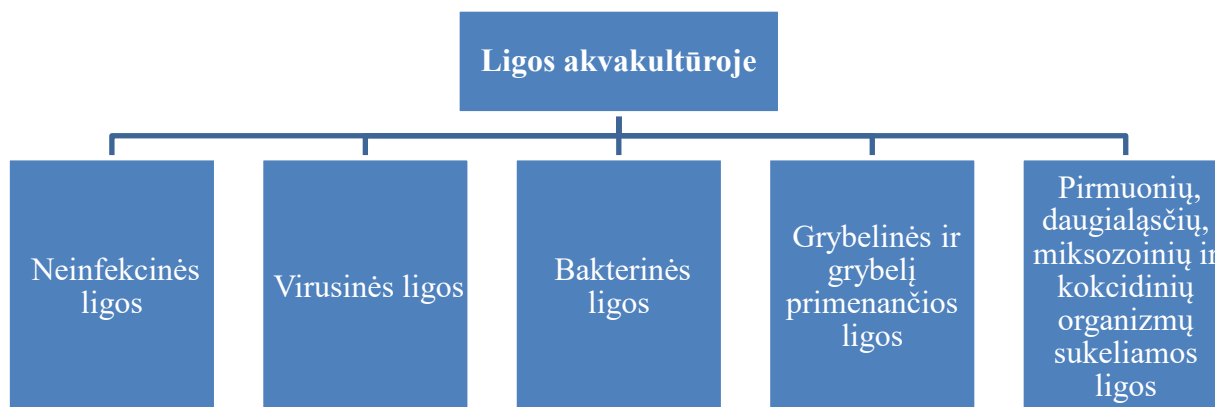 Ligos akvakultūroje
Neinfekcinės
ligos
Virusinės ligos
Bakterinės
ligos
Grybelinės ir
grybelį
primenančios
ligos
Pirmuonių,
daugialąsčių,
miksozoinių ir
kokcidinių
organizmų
sukeliamos
ligos